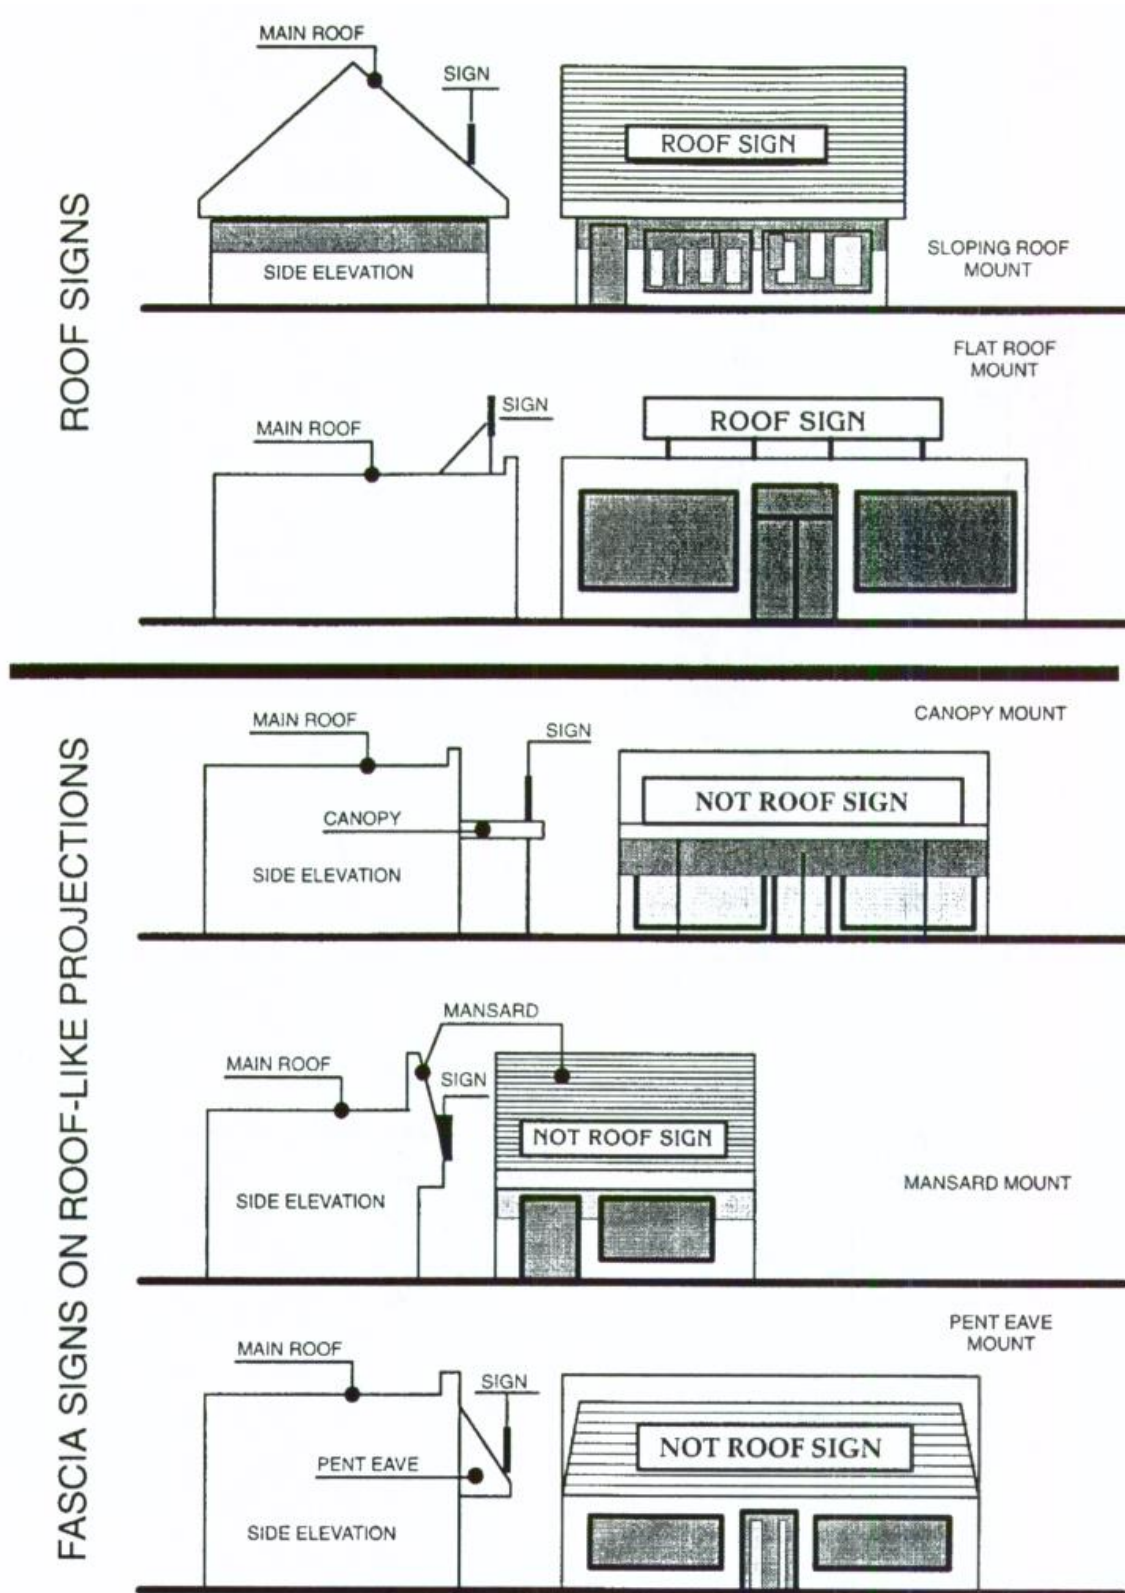 ROOF SIGNS
MAIN ROOF
SIGN
ROOF SIGN
SIDE ELEVATION
SLOPING ROOF
MOUNT
FLAT ROOF
MOUNT
SIGN
MAIN ROOF
ROOF SIGN
FASCIA SIGNS ON ROOF-LIKE PROJECTIONS
CANOPY MOUNT
MAIN ROOF
SIGN
NOT ROOF SIGN
CANOPY
SIDE ELEVATION
MANSARD
MAIN ROOF
SIGN
NOT ROOF SIGN
SIDE ELEVATION
MANSARD MOUNT
PENT EAVE
MOUNT
MAIN ROOF
SIGN
NOT ROOF SIGN
PENT EAVE
SIDE ELEVATION